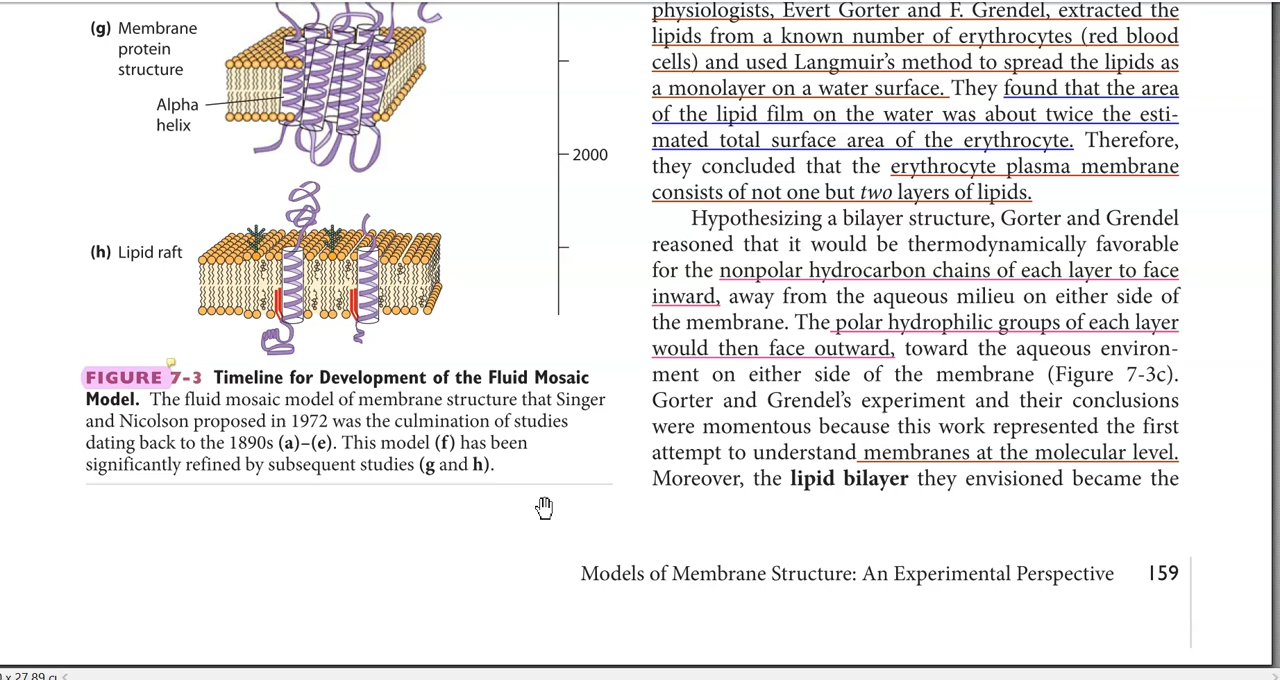 (g) Membrane
protein
structure
Alpha
helix
2000
(h) Lipid raft
FIGURE 7-3 Timeline for Development of the Fluid Mosaic
Model. The fluid mosaic model of membrane structure that Singer
and Nicolson proposed in 1972 was the culmination of studies
dating back to the 1890s (a)–(e). This model (f) has been
significantly refined by subsequent studies (g and h).
physiologists, Evert Gorter and F. Grendel, extracted the
lipids from a known number of erythrocytes (red blood
cells) and used Langmuir's method to spread the lipids as
a monolayer on a water surface. They found that the area
of the lipid film on the water was about twice the esti-
mated total surface area of the erythrocyte. Therefore,
they concluded that the erythrocyte plasma membrane
consists of not one but two layers of lipids.
Hypothesizing a bilayer structure, Gorter and Grendel
reasoned that it would be thermodynamically favorable
for the nonpolar hydrocarbon chains of each layer to face
inward, away from the aqueous milieu on either side of
the membrane. The polar hydrophilic groups of each layer
would then face outward, toward the aqueous environ-
ment on either side of the membrane (Figure 7-3c).
Gorter and Grendel's experiment and their conclusions
were momentous because this work represented the first
attempt to understand membranes at the molecular level.
Moreover, the lipid bilayer they envisioned became the
Models of Membrane Structure: An Experimental Perspective 159
x 27.89 c